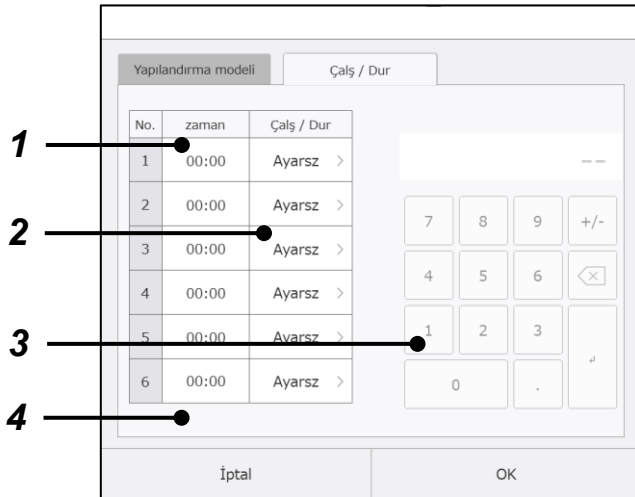 Yapılandırma modeli
Çalş / Dur
No. zaman Çalş / Dur
1 00:00 Ayarsz >
2 00:00 Ayarsz >
3 00:00 Ayarsz >
4 00:00 Ayarsz >
5 00:00 Ayarsz >
6 00:00 Ayarsz >
--
7 8 9 +/-
4 5 6
1 2 3
0 . ↵
İptal
OK
1
2
3
4